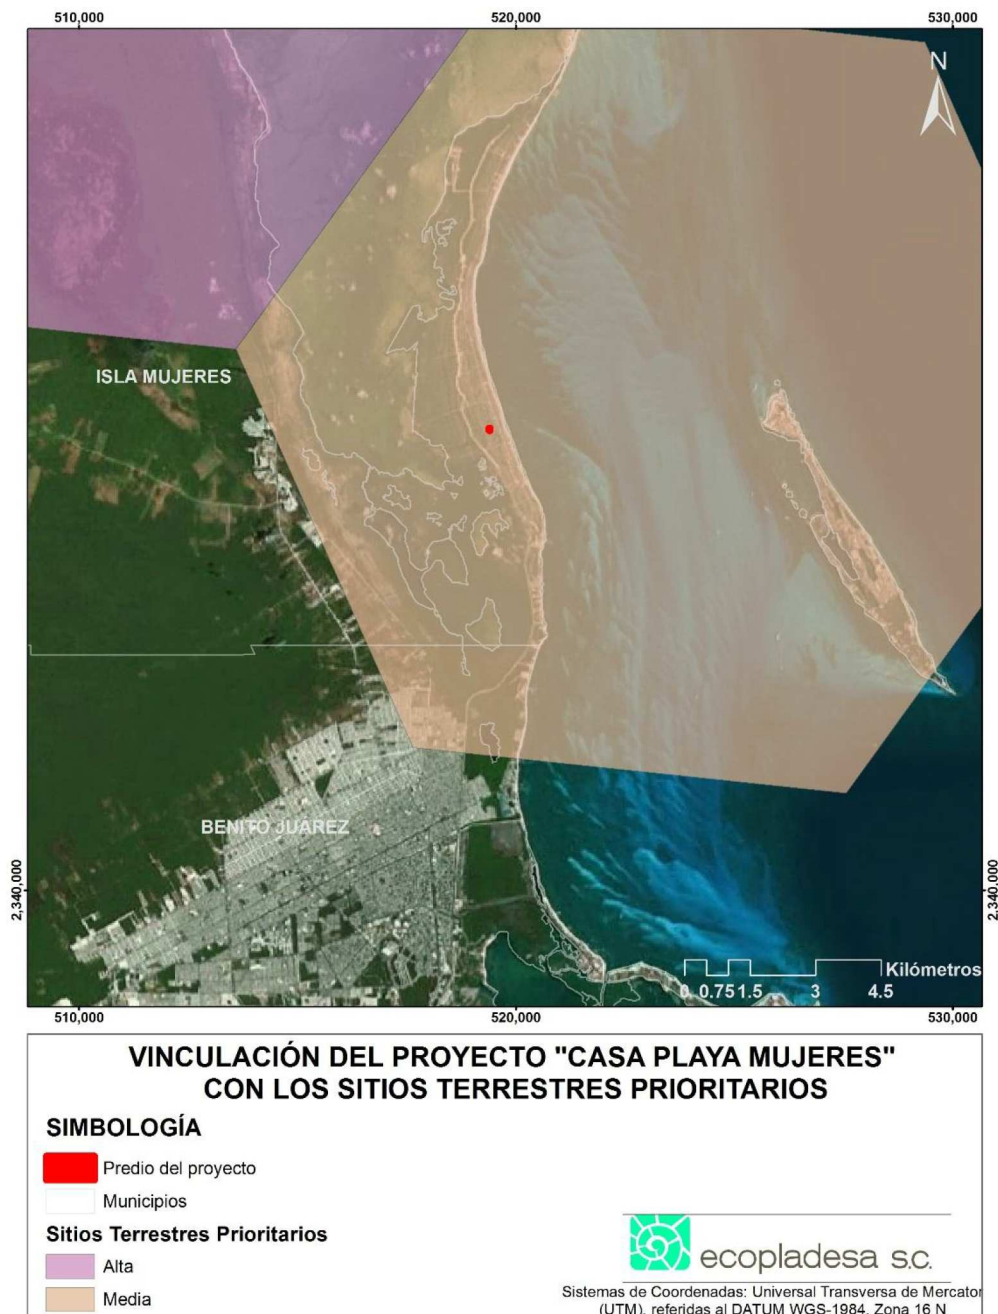 510,000 520,000 530,000
N
ISLA MUJERES
BENITO JUAREZ
2,340,000 2,340,000
Kilómetros
0 0.75 1.5 3 4.5
510,000 520,000 530,000
VINCULACIÓN DEL PROYECTO "CASA PLAYA MUJERES"
CON LOS SITIOS TERRESTRES PRIORITARIOS
SIMBOLOGÍA
Predio del proyecto
Municipios
Sitios Terrestres Prioritarios
Alta
Media
ecopladesa s.c.
Sistemas de Coordenadas: Universal Transversa de Mercator
(UTM), referidas al DATUM WGS-1984, Zona 16 N